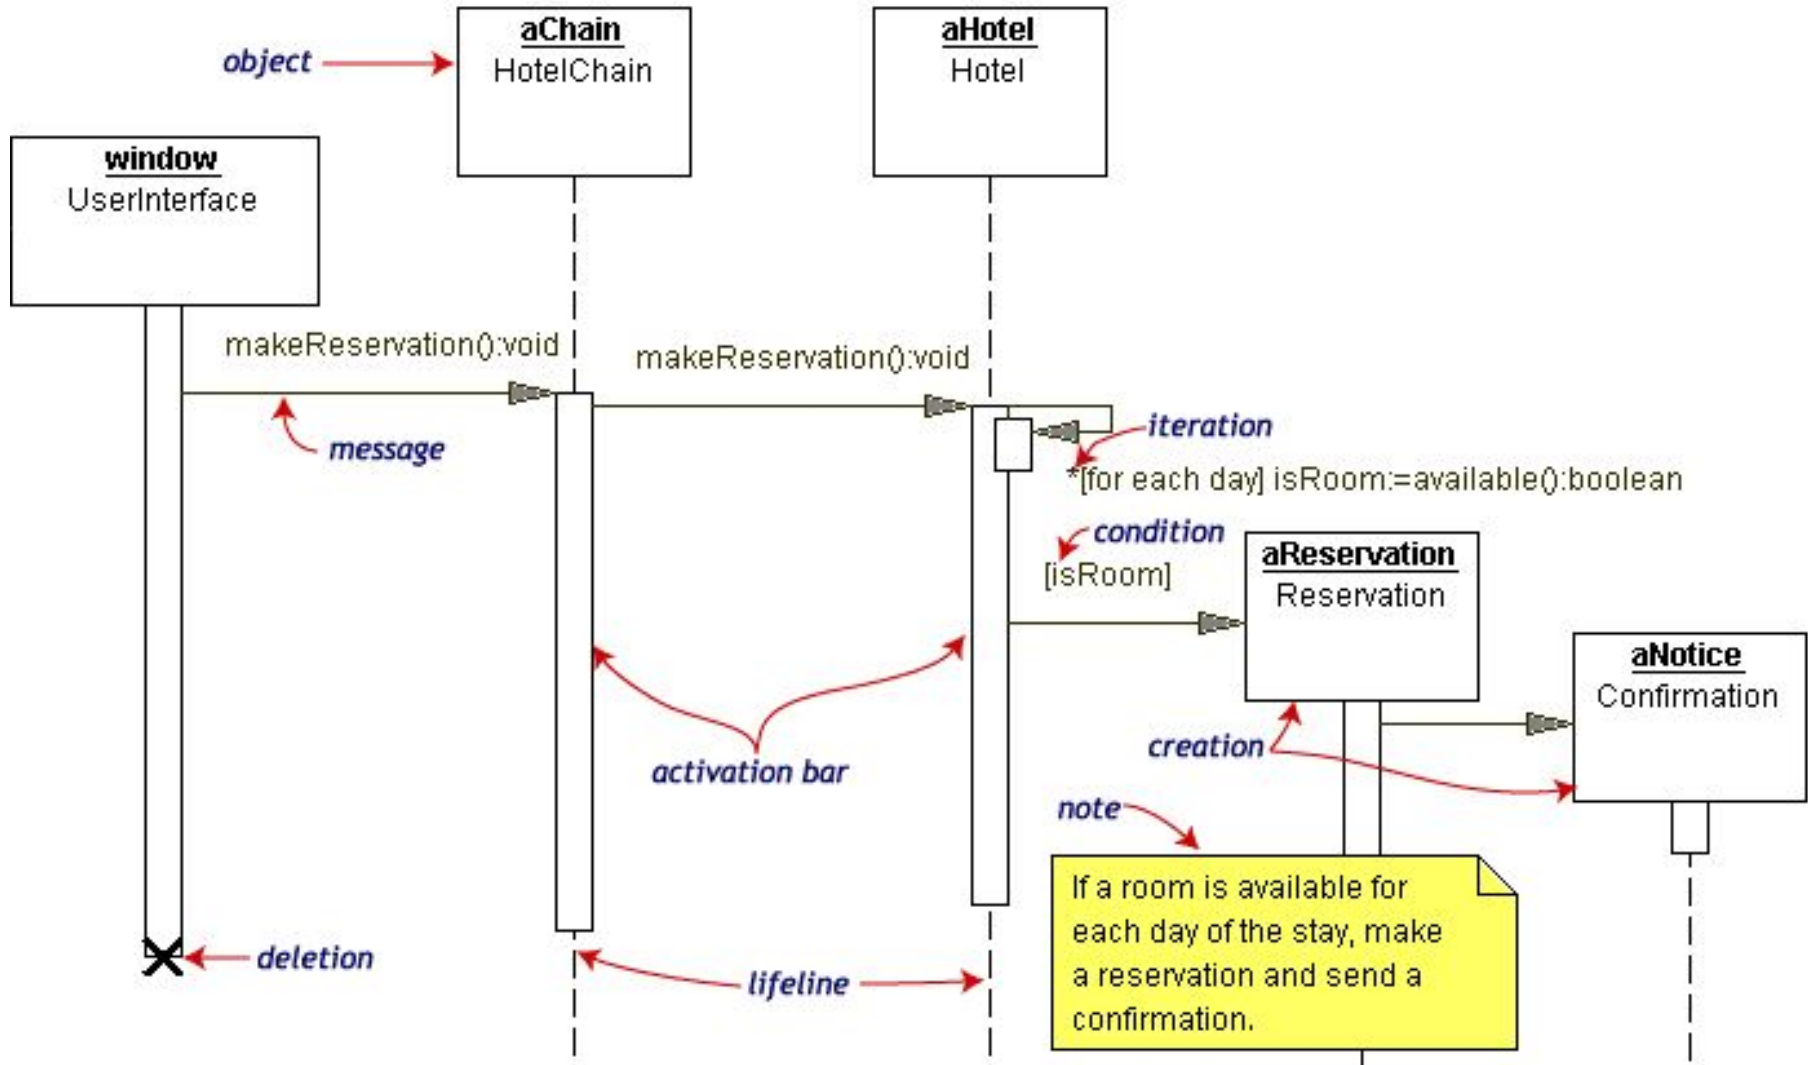 aChain
HotelChain
aHotel
Hotel
object
window
UserInterface
makeReservation():void
makeReservation():void
message
iteration
*[for each day] isRoom:=available():boolean
condition
[isRoom]
aReservation
Reservation
aNotice
Confirmation
activation bar
creation
note
If a room is available for
each day of the stay, make
a reservation and send a
confirmation.
deletion
lifeline